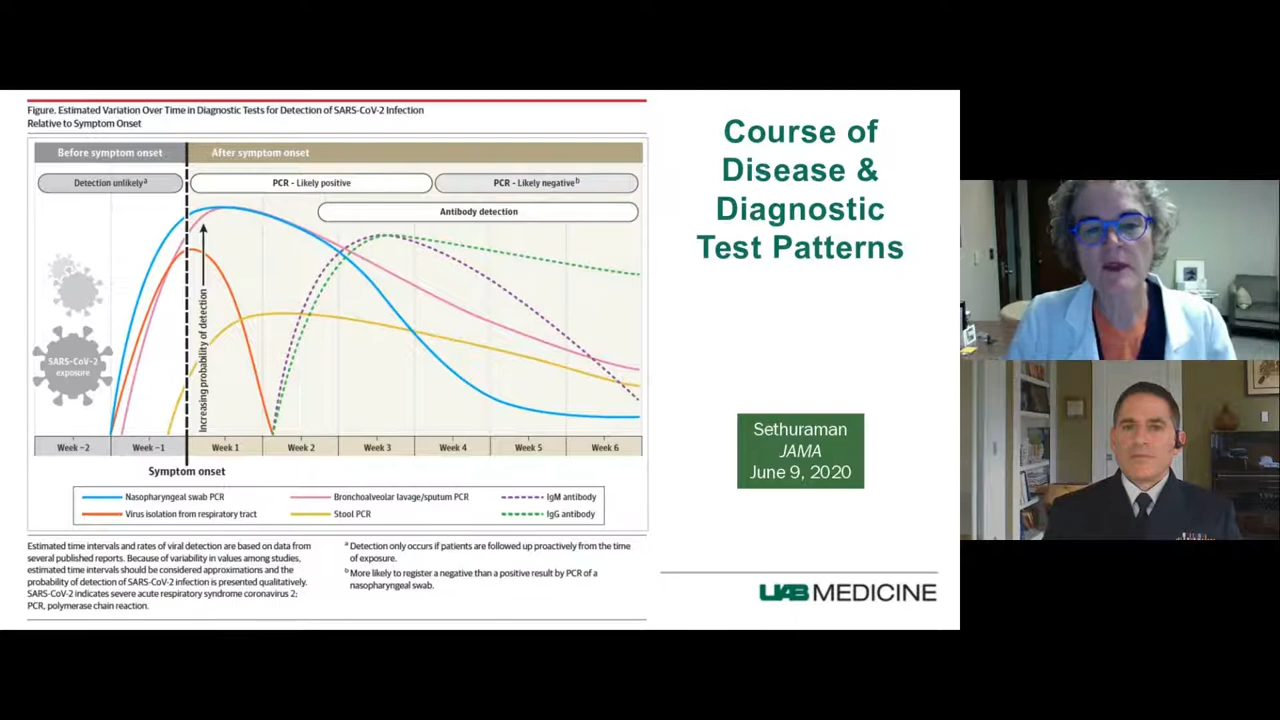 Figure. Estimated Variation Over Time in Diagnostic Tests for Detection of SARS-CoV-2 Infection
Relative to Symptom Onset
Before symptom onset
After symptom onset
Detection unlikelyᵃ
PCR - Likely positive
PCR - Likely negativeᵇ
Antibody detection
Increasing probability of detection
SARS-CoV-2
exposure
Week −2
Week −1
Week 1
Week 2
Week 3
Week 4
Week 5
Week 6
Symptom onset
Nasopharyngeal swab PCR
Bronchoalveolar lavage/sputum PCR
IgM antibody
Virus isolation from respiratory tract
Stool PCR
IgG antibody
Estimated time intervals and rates of viral detection are based on data from
several published reports. Because of variability in values among studies,
estimated time intervals should be considered approximations and the
probability of detection of SARS-CoV-2 infection is presented qualitatively.
SARS-CoV-2 indicates severe acute respiratory syndrome coronavirus 2;
PCR, polymerase chain reaction.
ᵃ Detection only occurs if patients are followed up proactively from the time
of exposure.
ᵇ More likely to register a negative than a positive result by PCR of a
nasopharyngeal swab.
Course of
Disease &
Diagnostic
Test Patterns
Sethuraman
JAMA
June 9, 2020
UAB MEDICINE